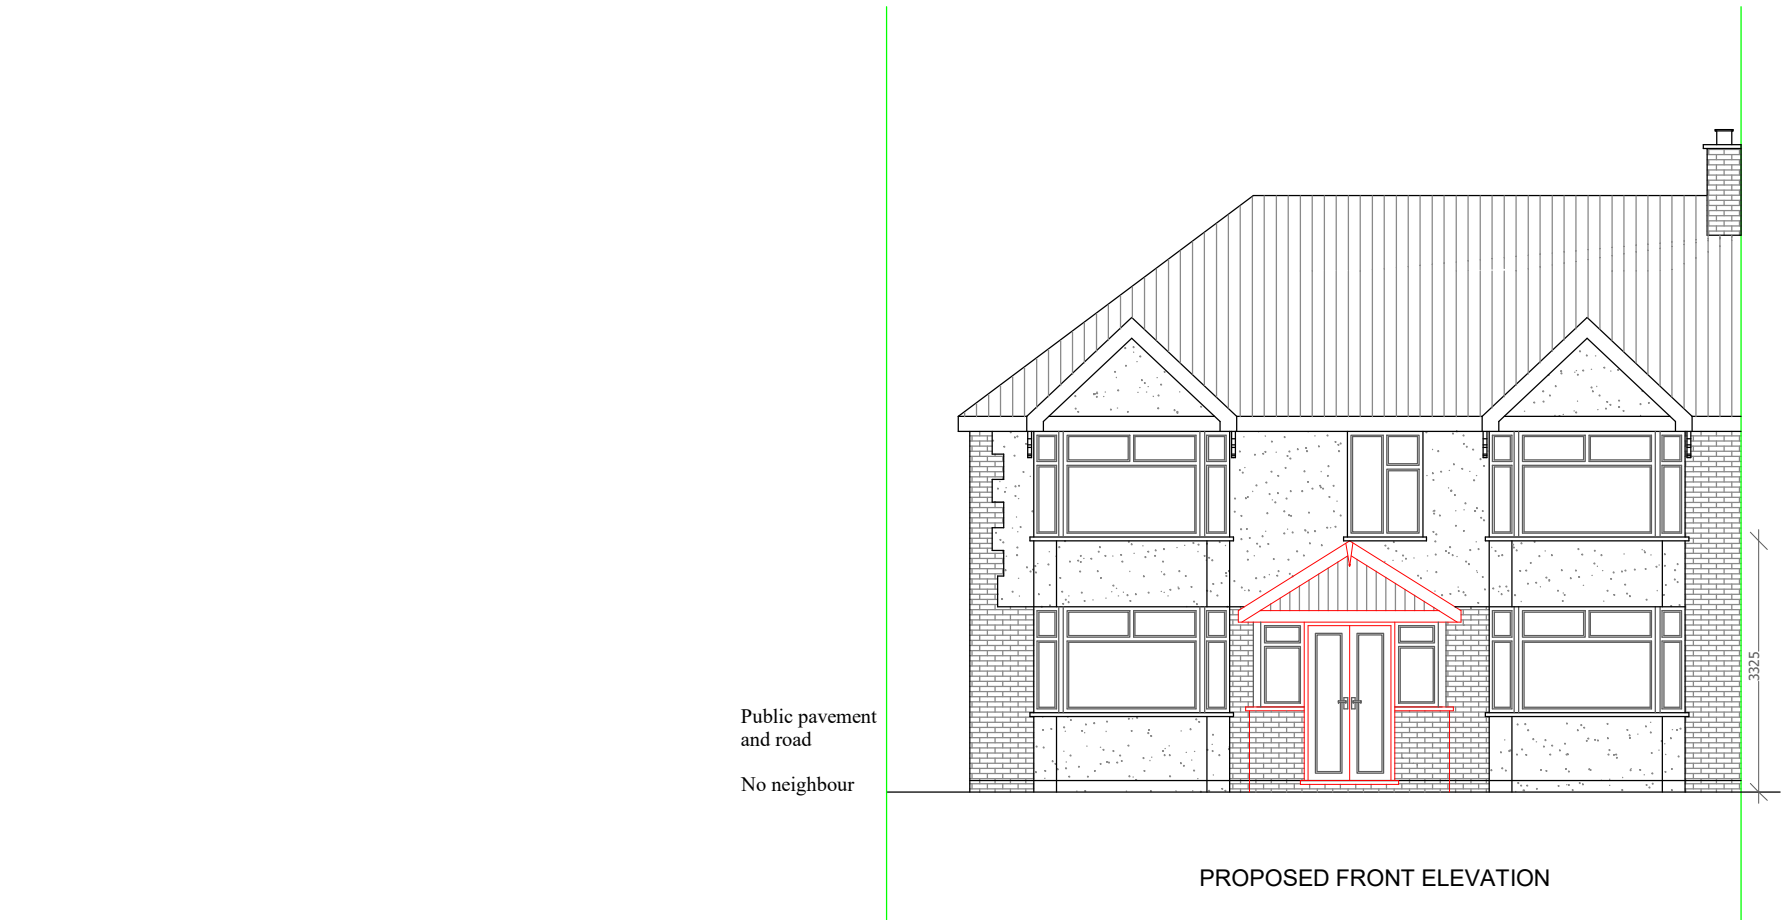 3325
Public pavement
and road
No neighbour
PROPOSED FRONT ELEVATION